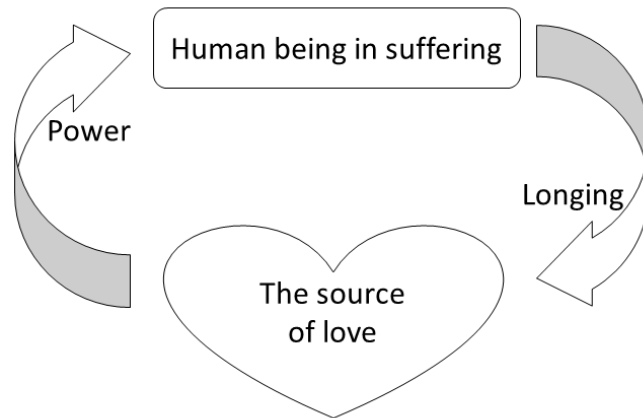 Human being in suffering
Power
Longing
The source
of love